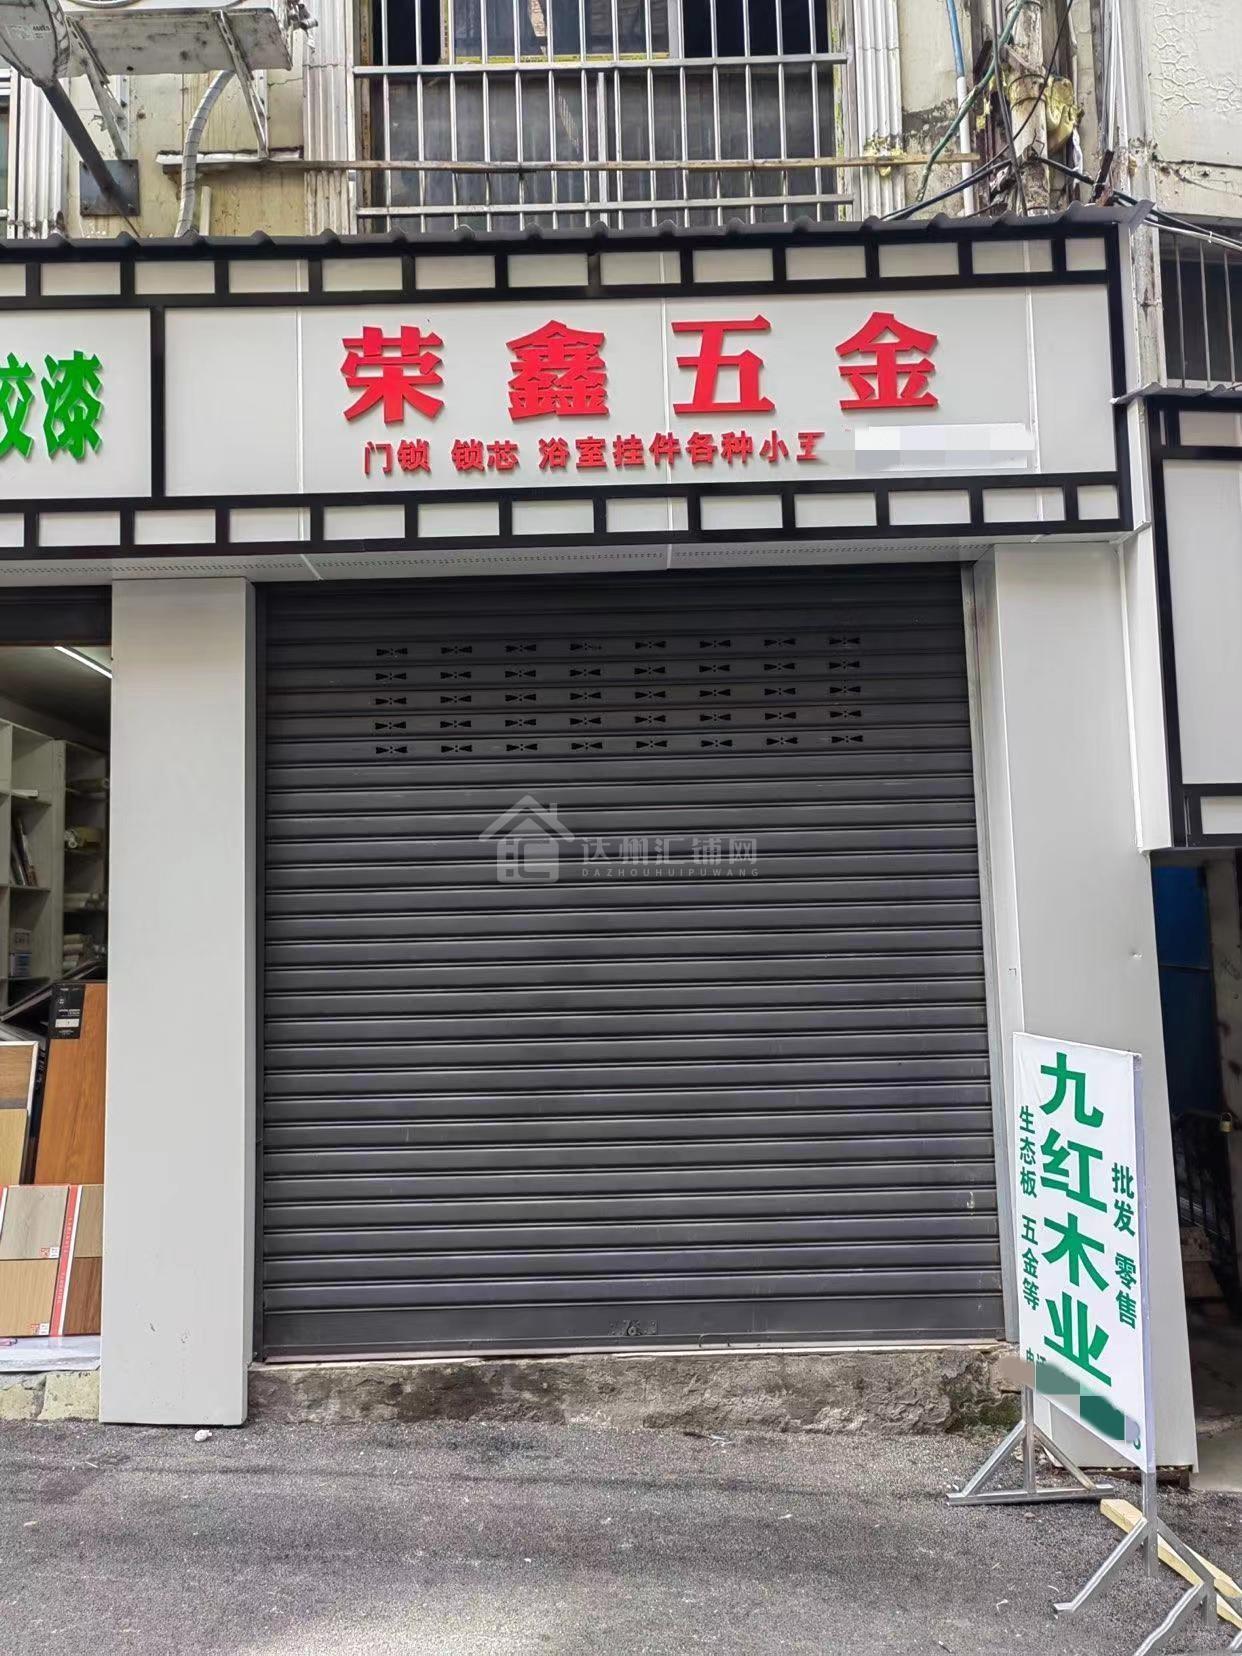 荣鑫五金
门锁 锁芯 浴室挂件各种小五
胶漆
达州汇铺网
DAZHOUHUIPUWANG
九红木业
生态板 五金等
批发 零售